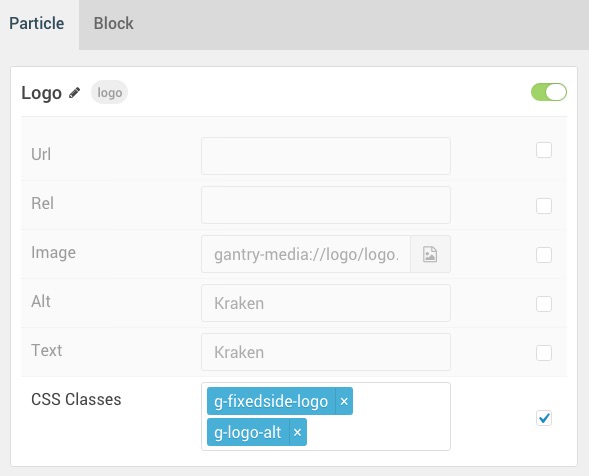 Particle Block
Logo logo
Url
Rel
Image gantry-media://logo/logo.
Alt Kraken
Text Kraken
CSS Classes g-fixedside-logo ×
g-logo-alt ×